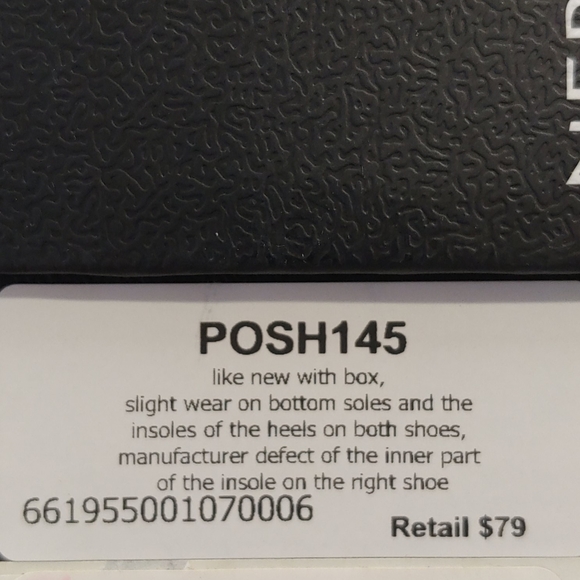 POSH145
like new with box,
slight wear on bottom soles and the
insoles of the heels on both shoes,
manufacturer defect of the inner part
of the insole on the right shoe
661955001070006
Retail $79